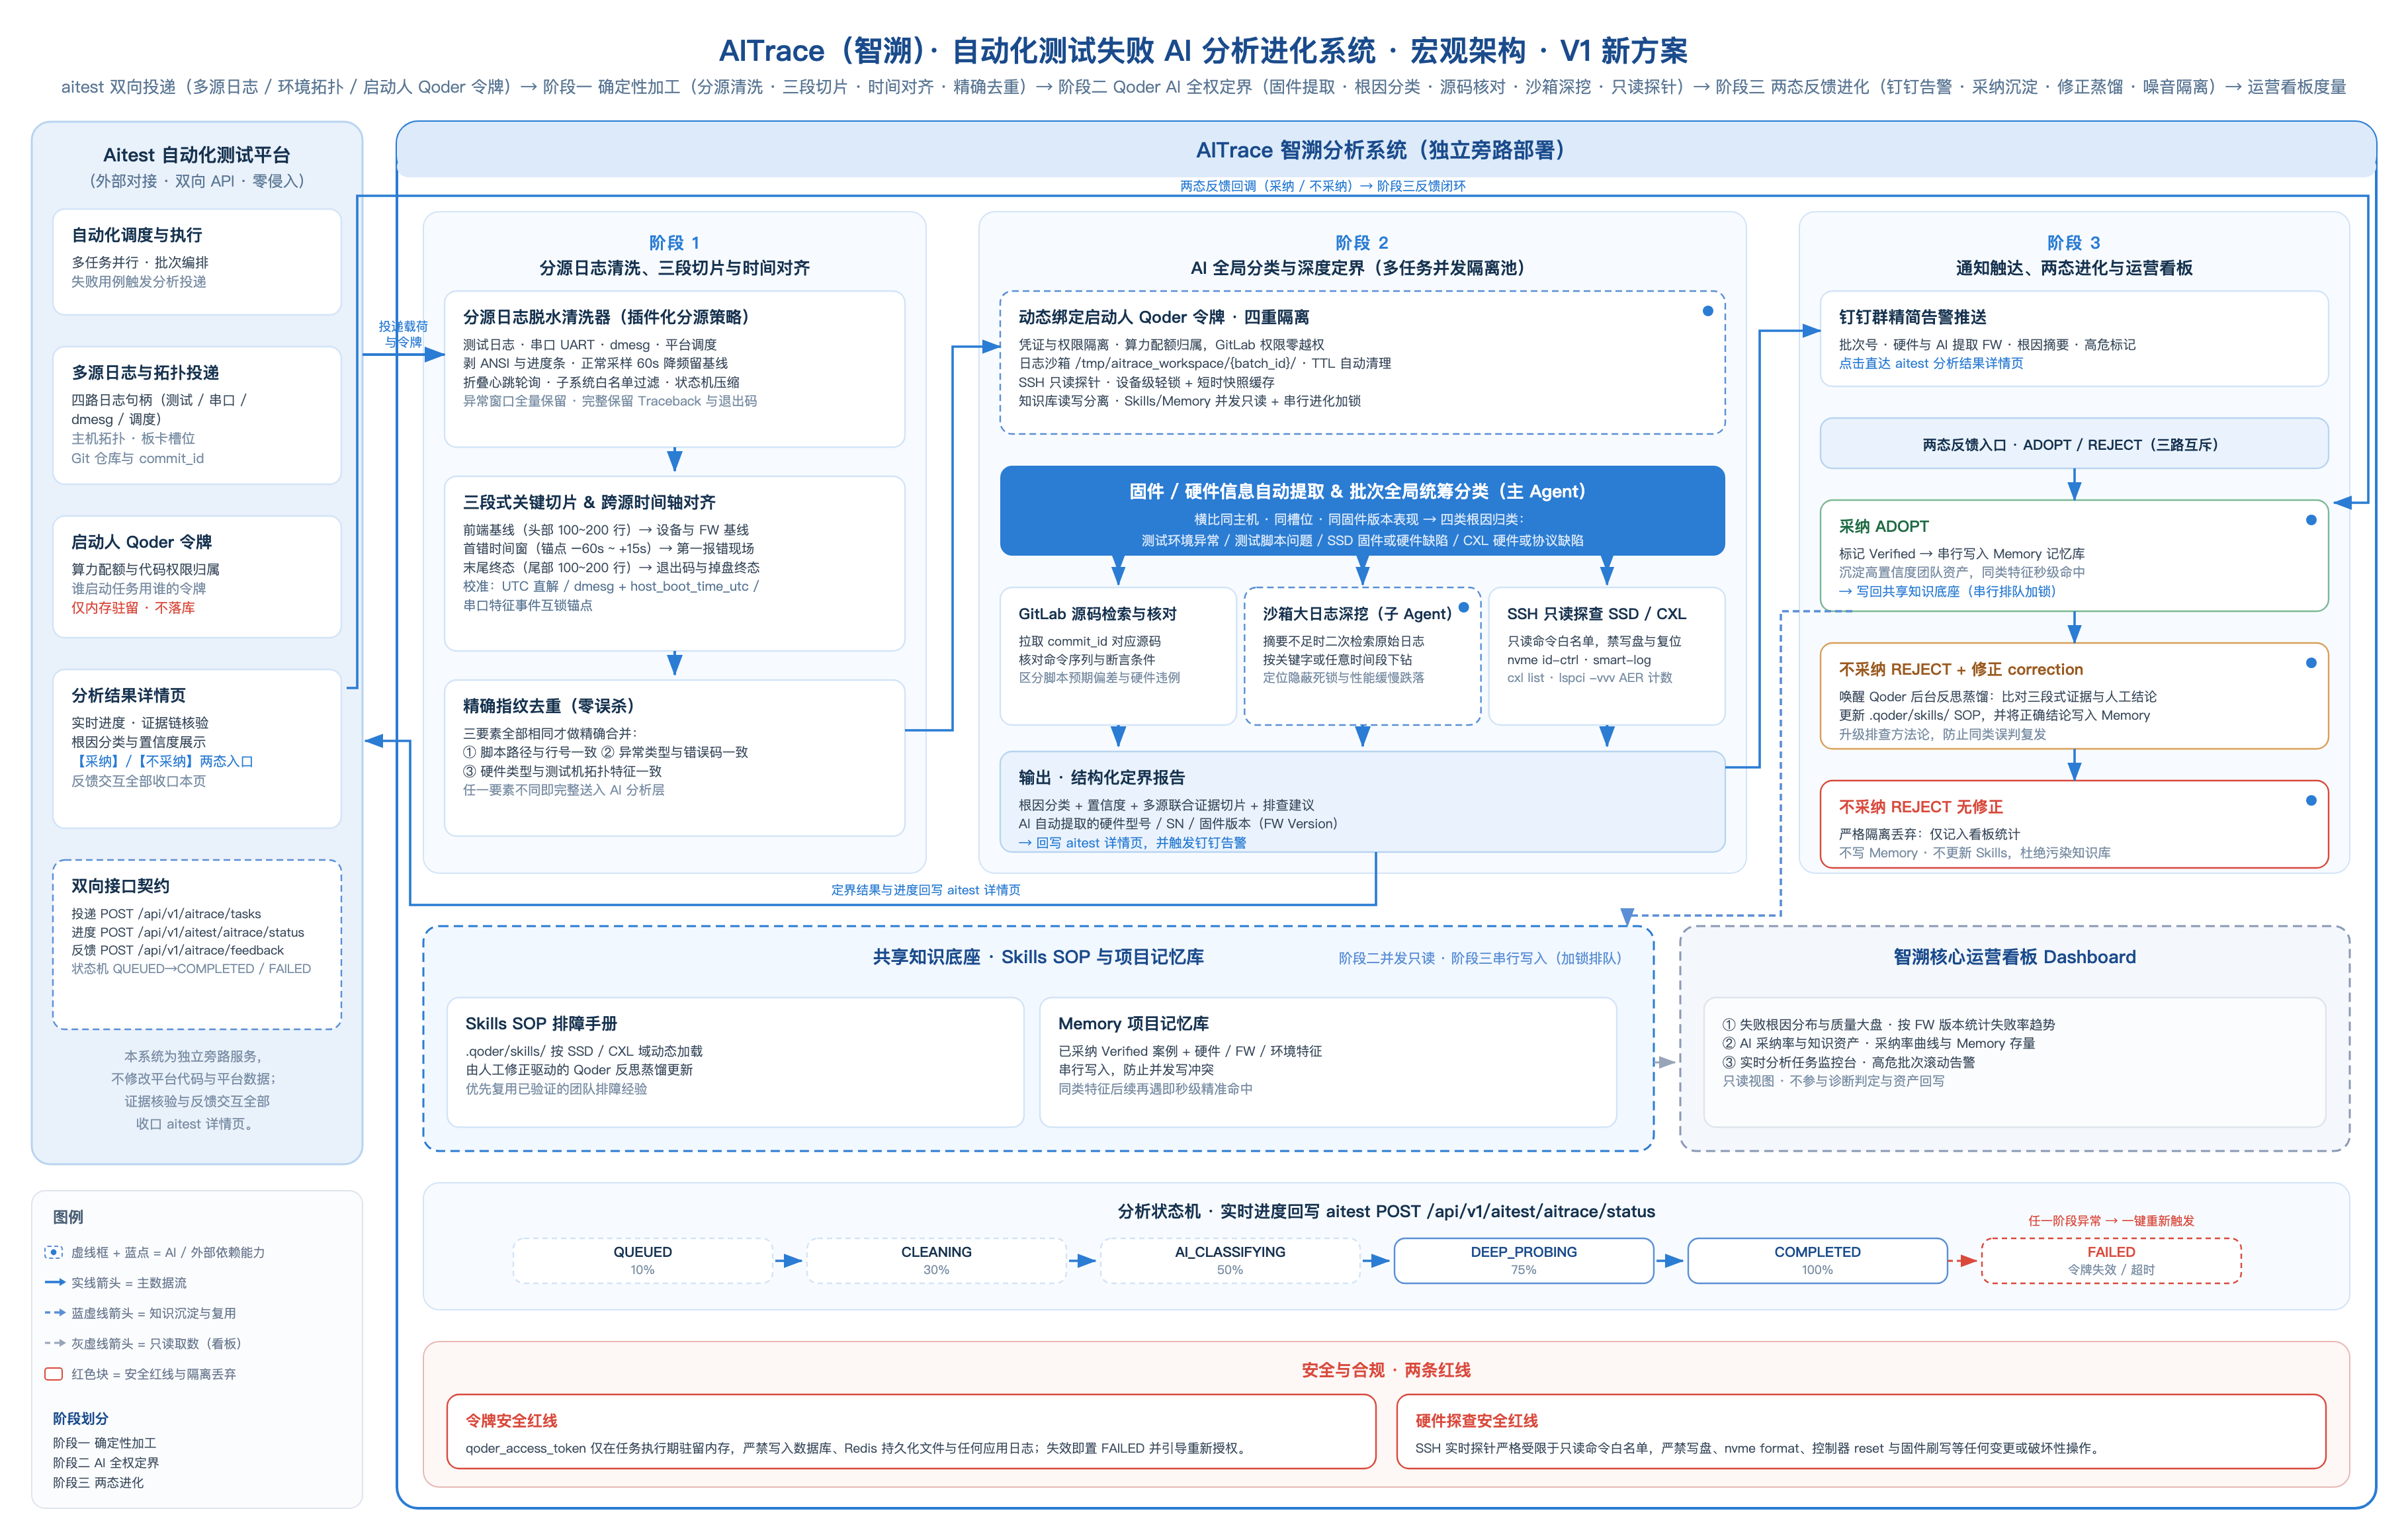 AITrace（智溯）· 自动化测试失败 AI 分析进化系统 · 宏观架构 · V1 新方案
aitest 双向投递（多源日志 / 环境拓扑 / 启动人 Qoder 令牌）→ 阶段一 确定性加工（分源清洗 · 三段切片 · 时间对齐 · 精确去重）→ 阶段二 Qoder AI 全权定界（固件提取 · 根因分类 · 源码核对 · 沙箱深挖 · 只读探针）→ 阶段三 两态反馈进化（钉钉告警 · 采纳沉淀 · 修正蒸馏 · 噪音隔离）→ 运营看板度量
Aitest 自动化测试平台
（外部对接 · 双向 API · 零侵入）
自动化调度与执行
多任务并行 · 批次编排
失败用例触发分析投递
多源日志与拓扑投递
四路日志句柄（测试 / 串口 /
dmesg / 调度）
主机拓扑 · 板卡槽位
Git 仓库与 commit_id
启动人 Qoder 令牌
算力配额与代码权限归属
谁启动任务用谁的令牌
仅内存驻留 · 不落库
分析结果详情页
实时进度 · 证据链核验
根因分类与置信度展示
【采纳】/【不采纳】两态入口
反馈交互全部收口本页
双向接口契约
投递 POST /api/v1/aitrace/tasks
进度 POST /api/v1/aitest/aitrace/status
反馈 POST /api/v1/aitrace/feedback
状态机 QUEUED→COMPLETED / FAILED
本系统为独立旁路服务，
不修改平台代码与平台数据；
证据核验与反馈交互全部
收口 aitest 详情页。
图例
虚线框 + 蓝点 = AI / 外部依赖能力
实线箭头 = 主数据流
蓝虚线箭头 = 知识沉淀与复用
灰虚线箭头 = 只读取数（看板）
红色块 = 安全红线与隔离丢弃
阶段划分
阶段一 确定性加工
阶段二 AI 全权定界
阶段三 两态进化
AITrace 智溯分析系统（独立旁路部署）
两态反馈回调（采纳 / 不采纳）→ 阶段三反馈闭环
投递载荷
与令牌
阶段 1
分源日志清洗、三段切片与时间对齐
分源日志脱水清洗器（插件化分源策略）
测试日志 · 串口 UART · dmesg · 平台调度
剥 ANSI 与进度条 · 正常采样 60s 降频留基线
折叠心跳轮询 · 子系统白名单过滤 · 状态机压缩
异常窗口全量保留 · 完整保留 Traceback 与退出码
三段式关键切片 & 跨源时间轴对齐
前端基线（头部 100~200 行）→ 设备与 FW 基线
首错时间窗（锚点 −60s ~ +15s）→ 第一报错现场
末尾终态（尾部 100~200 行）→ 退出码与掉盘终态
校准：UTC 直解 / dmesg + host_boot_time_utc /
串口特征事件互锁锚点
精确指纹去重（零误杀）
三要素全部相同才做精确合并：
① 脚本路径与行号一致 ② 异常类型与错误码一致
③ 硬件类型与测试机拓扑特征一致
任一要素不同即完整送入 AI 分析层
阶段 2
AI 全局分类与深度定界（多任务并发隔离池）
动态绑定启动人 Qoder 令牌 · 四重隔离
凭证与权限隔离 · 算力配额归属，GitLab 权限零越权
日志沙箱 /tmp/aitrace_workspace/{batch_id}/ · TTL 自动清理
SSH 只读探针 · 设备级轻锁 + 短时快照缓存
知识库读写分离 · Skills/Memory 并发只读 + 串行进化加锁
固件 / 硬件信息自动提取 & 批次全局统筹分类（主 Agent）
横比同主机 · 同槽位 · 同固件版本表现 → 四类根因归类：
测试环境异常 / 测试脚本问题 / SSD 固件或硬件缺陷 / CXL 硬件或协议缺陷
GitLab 源码检索与核对
拉取 commit_id 对应源码
核对命令序列与断言条件
区分脚本预期偏差与硬件违例
沙箱大日志深挖（子 Agent）
摘要不足时二次检索原始日志
按关键字或任意时间段下钻
定位隐蔽死锁与性能缓慢跌落
SSH 只读探查 SSD / CXL
只读命令白名单，禁写盘与复位
nvme id-ctrl · smart-log
cxl list · lspci -vvv AER 计数
输出 · 结构化定界报告
根因分类 + 置信度 + 多源联合证据切片 + 排查建议
AI 自动提取的硬件型号 / SN / 固件版本（FW Version）
→ 回写 aitest 详情页，并触发钉钉告警
定界结果与进度回写 aitest 详情页
阶段 3
通知触达、两态进化与运营看板
钉钉群精简告警推送
批次号 · 硬件与 AI 提取 FW · 根因摘要 · 高危标记
点击直达 aitest 分析结果详情页
两态反馈入口 · ADOPT / REJECT（三路互斥）
采纳 ADOPT
标记 Verified → 串行写入 Memory 记忆库
沉淀高置信度团队资产，同类特征秒级命中
→ 写回共享知识底座（串行排队加锁）
不采纳 REJECT + 修正 correction
唤醒 Qoder 后台反思蒸馏：比对三段式证据与人工结论
更新 .qoder/skills/ SOP，并将正确结论写入 Memory
升级排查方法论，防止同类误判复发
不采纳 REJECT 无修正
严格隔离丢弃：仅记入看板统计
不写 Memory · 不更新 Skills，杜绝污染知识库
共享知识底座 · Skills SOP 与项目记忆库
阶段二并发只读 · 阶段三串行写入（加锁排队）
Skills SOP 排障手册
.qoder/skills/ 按 SSD / CXL 域动态加载
由人工修正驱动的 Qoder 反思蒸馏更新
优先复用已验证的团队排障经验
Memory 项目记忆库
已采纳 Verified 案例 + 硬件 / FW / 环境特征
串行写入，防止并发写冲突
同类特征后续再遇即秒级精准命中
智溯核心运营看板 Dashboard
① 失败根因分布与质量大盘 · 按 FW 版本统计失败率趋势
② AI 采纳率与知识资产 · 采纳率曲线与 Memory 存量
③ 实时分析任务监控台 · 高危批次滚动告警
只读视图 · 不参与诊断判定与资产回写
分析状态机 · 实时进度回写 aitest POST /api/v1/aitest/aitrace/status
任一阶段异常 → 一键重新触发
QUEUED
10%
CLEANING
30%
AI_CLASSIFYING
50%
DEEP_PROBING
75%
COMPLETED
100%
FAILED
令牌失效 / 超时
安全与合规 · 两条红线
令牌安全红线
qoder_access_token 仅在任务执行期驻留内存，严禁写入数据库、Redis 持久化文件与任何应用日志；失效即置 FAILED 并引导重新授权。
硬件探查安全红线
SSH 实时探针严格受限于只读命令白名单，严禁写盘、nvme format、控制器 reset 与固件刷写等任何变更或破坏性操作。